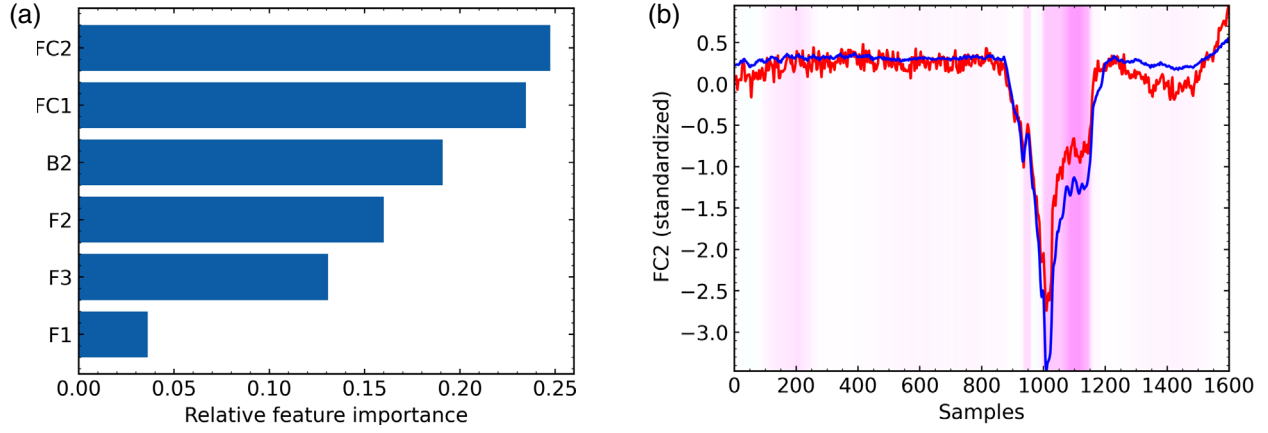 (a)
FC2
FC1
B2
F2
F3
F1
0.00 0.05 0.10 0.15 0.20 0.25
Relative feature importance
(b)
0.5
0.0
−0.5
−1.0
−1.5
−2.0
−2.5
−3.0
FC2 (standardized)
0 200 400 600 800 1000 1200 1400 1600
Samples